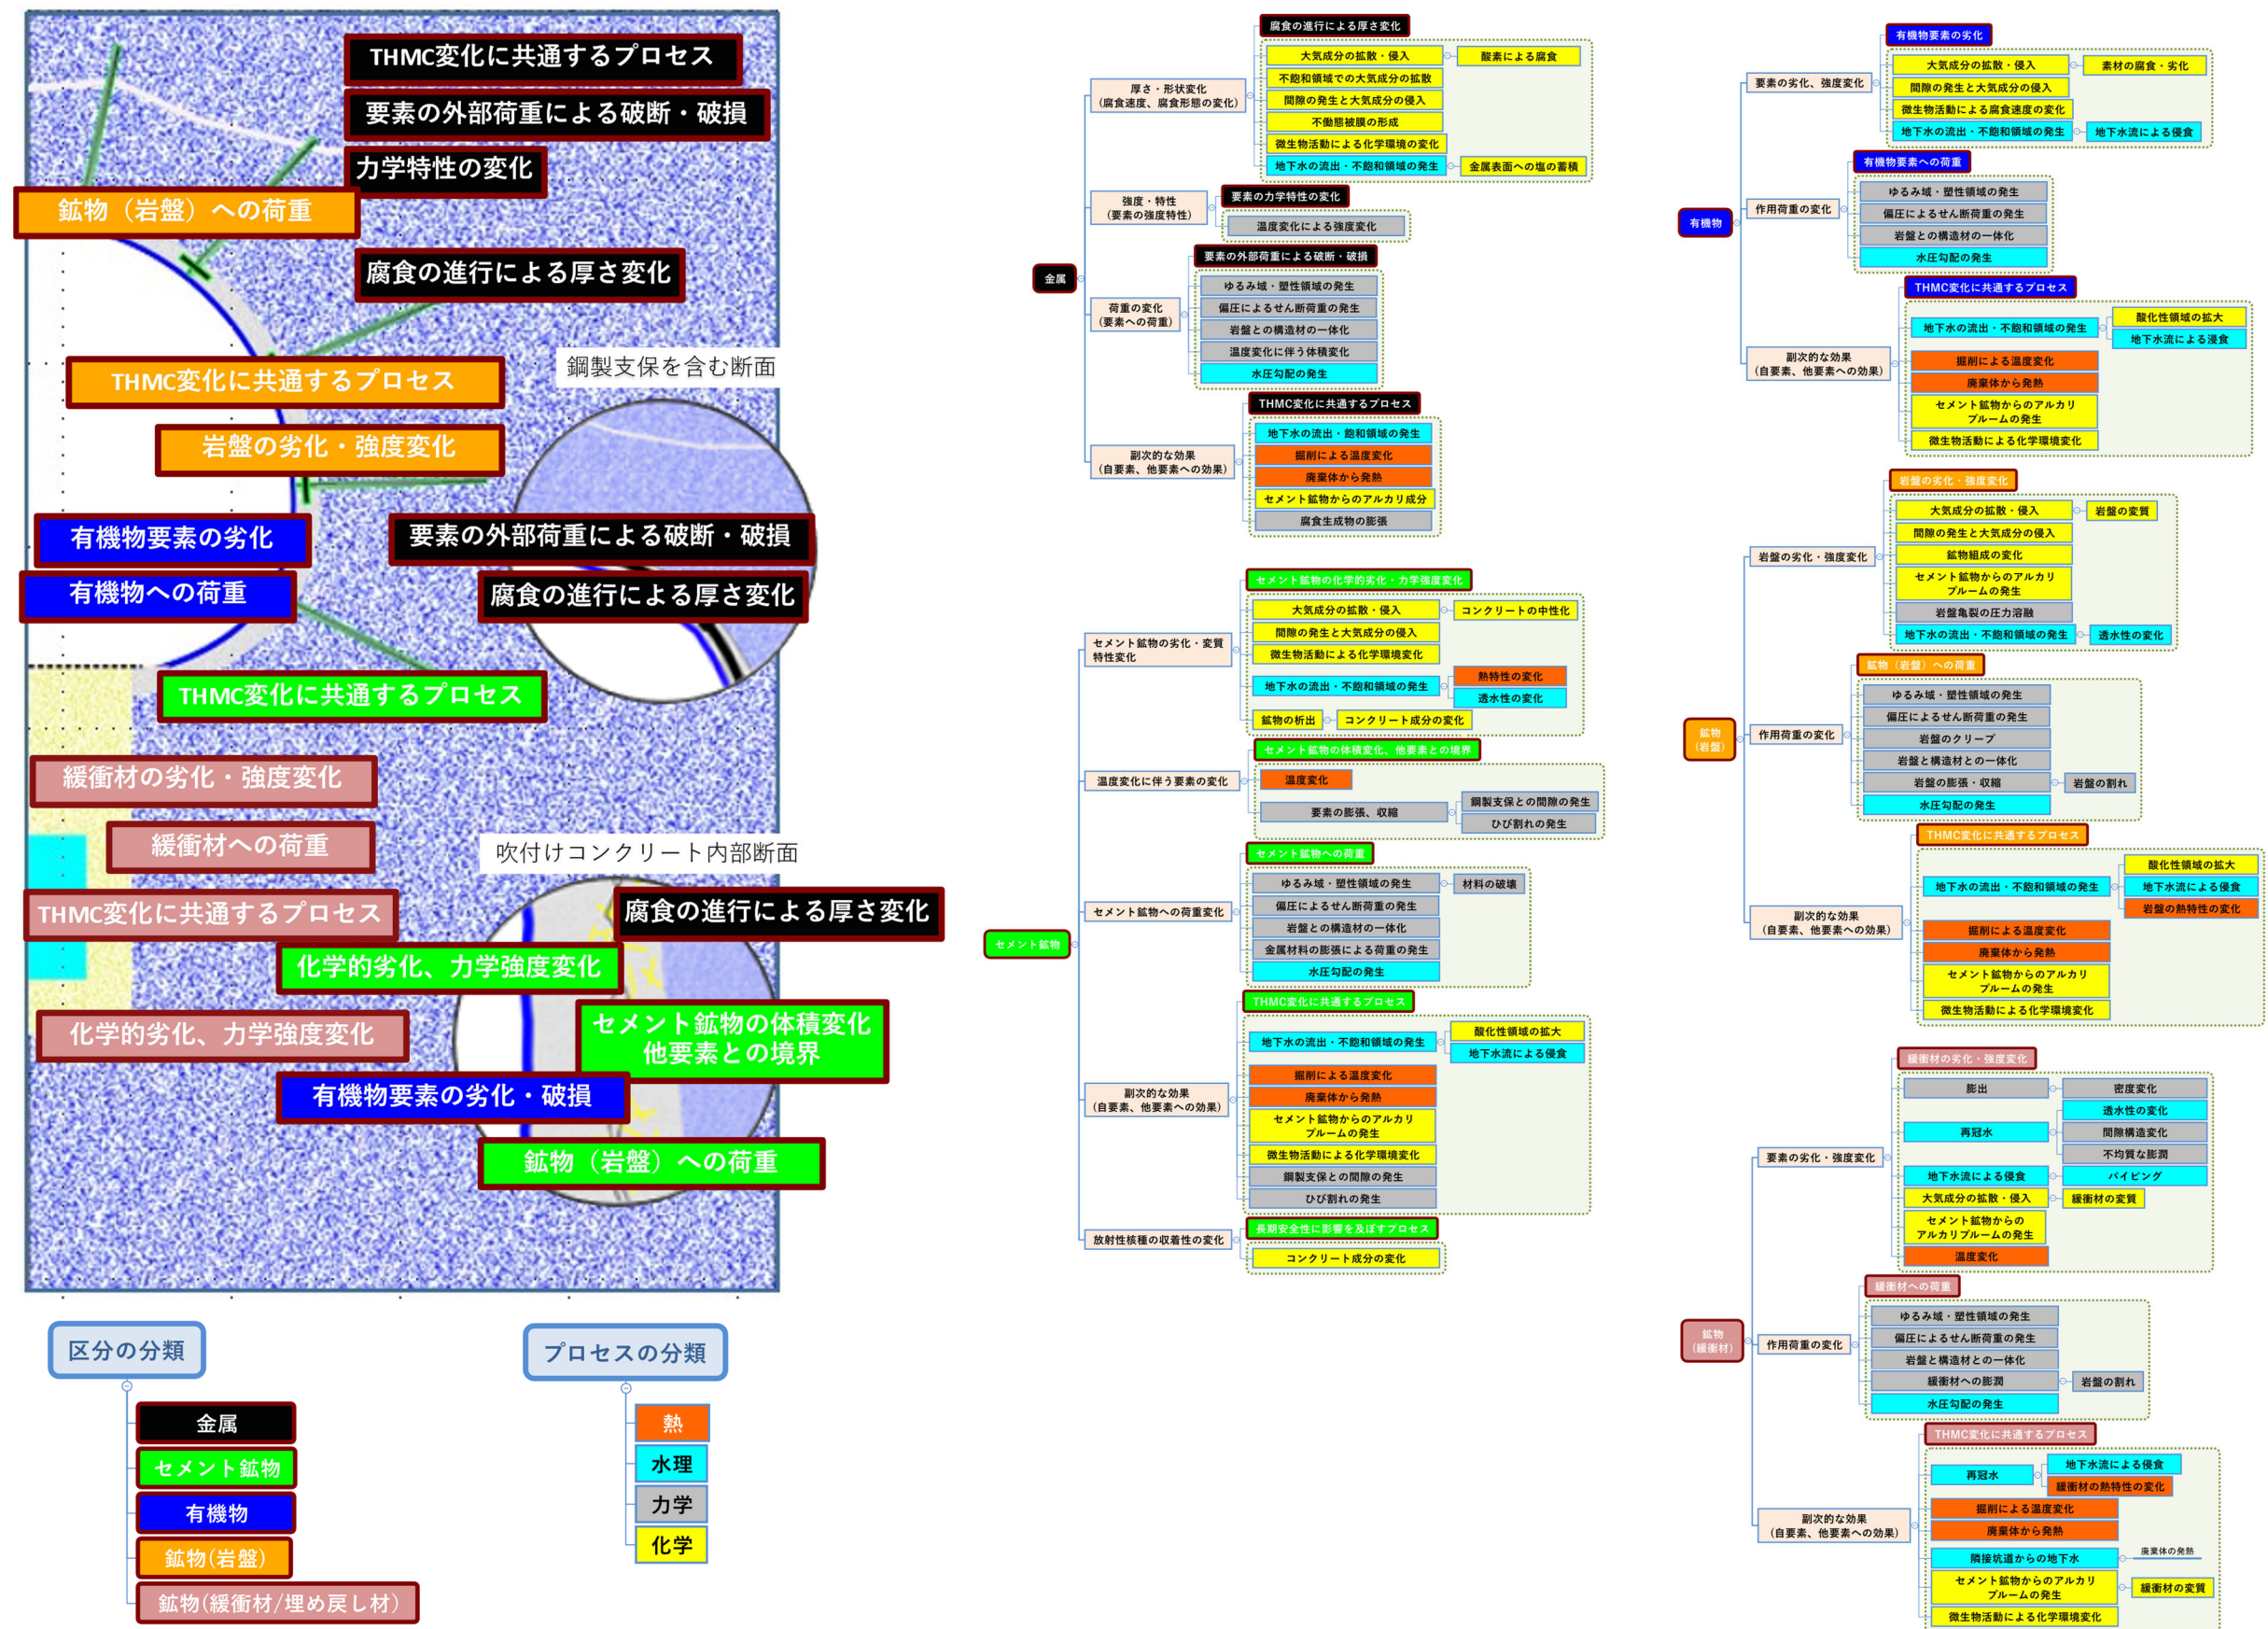 THMC変化に共通するプロセス
要素の外部荷重による破断・破損
力学特性の変化
鉱物（岩盤）への荷重
腐食の進行による厚さ変化
鋼製支保を含む断面
THMC変化に共通するプロセス
岩盤の劣化・強度変化
有機物要素の劣化
要素の外部荷重による破断・破損
有機物への荷重
腐食の進行による厚さ変化
THMC変化に共通するプロセス
緩衝材の劣化・強度変化
緩衝材への荷重
吹付けコンクリート内部断面
THMC変化に共通するプロセス
腐食の進行による厚さ変化
化学的劣化、力学強度変化
化学的劣化、力学強度変化
セメント鉱物の体積変化
他要素との境界
有機物要素の劣化・破損
鉱物（岩盤）への荷重
区分の分類
金属
セメント鉱物
有機物
鉱物(岩盤)
鉱物(緩衝材/埋め戻し材)
プロセスの分類
熱
水理
力学
化学
金属
厚さ・形状変化
(腐食速度、腐食形態の変化)
腐食の進行による厚さ変化
大気成分の拡散・侵入
酸素による腐食
不飽和領域での大気成分の拡散
間隙の発生と大気成分の侵入
不動態被膜の形成
微生物活動による化学環境の変化
地下水の流出・不飽和領域の発生
金属表面への塩の蓄積
強度・特性
(要素の強度特性)
要素の力学特性の変化
温度変化による強度変化
荷重の変化
(要素への荷重)
要素の外部荷重による破断・破損
ゆるみ域・塑性領域の発生
偏圧によるせん断荷重の発生
岩盤との構造材の一体化
温度変化に伴う体積変化
水圧勾配の発生
副次的な効果
(自要素、他要素への効果)
THMC変化に共通するプロセス
地下水の流出・飽和領域の発生
掘削による温度変化
廃棄体から発熱
セメント鉱物からのアルカリ成分
腐食生成物の膨張
セメント鉱物
セメント鉱物の劣化・変質
特性変化
セメント鉱物の化学的劣化・力学強度変化
大気成分の拡散・侵入
コンクリートの中性化
間隙の発生と大気成分の侵入
微生物活動による化学環境変化
地下水の流出・不飽和領域の発生
熱特性の変化
透水性の変化
鉱物の析出
コンクリート成分の変化
温度変化に伴う要素の変化
セメント鉱物の体積変化、他要素との境界
温度変化
要素の膨張、収縮
鋼製支保との間隙の発生
ひび割れの発生
セメント鉱物への荷重変化
セメント鉱物への荷重
ゆるみ域・塑性領域の発生
材料の破壊
偏圧によるせん断荷重の発生
岩盤との構造材の一体化
金属材料の膨張による荷重の発生
水圧勾配の発生
副次的な効果
(自要素、他要素への効果)
THMC変化に共通するプロセス
地下水の流出・不飽和領域の発生
酸化性領域の拡大
地下水流による侵食
掘削による温度変化
廃棄体から発熱
セメント鉱物からのアルカリ
プルームの発生
微生物活動による化学環境変化
鋼製支保との間隙の発生
ひび割れの発生
放射性核種の収着性の変化
長期安全性に影響を及ぼすプロセス
コンクリート成分の変化
有機物
要素の劣化、強度変化
有機物要素の劣化
大気成分の拡散・侵入
素材の腐食・劣化
間隙の発生と大気成分の侵入
微生物活動による腐食速度の変化
地下水の流出・不飽和領域の発生
地下水流による侵食
作用荷重の変化
有機物要素への荷重
ゆるみ域・塑性領域の発生
偏圧によるせん断荷重の発生
岩盤との構造材の一体化
水圧勾配の発生
副次的な効果
(自要素、他要素への効果)
THMC変化に共通するプロセス
地下水の流出・不飽和領域の発生
酸化性領域の拡大
地下水流による浸食
掘削による温度変化
廃棄体から発熱
セメント鉱物からのアルカリ
プルームの発生
微生物活動による化学環境変化
鉱物
(岩盤)
岩盤の劣化・強度変化
岩盤の劣化・強度変化
大気成分の拡散・侵入
岩盤の変質
間隙の発生と大気成分の侵入
鉱物組成の変化
セメント鉱物からのアルカリ
プルームの発生
岩盤亀裂の圧力溶融
地下水の流出・不飽和領域の発生
透水性の変化
作用荷重の変化
鉱物（岩盤）への荷重
ゆるみ域・塑性領域の発生
偏圧によるせん断荷重の発生
岩盤のクリープ
岩盤と構造材との一体化
岩盤の膨張・収縮
岩盤の割れ
水圧勾配の発生
副次的な効果
(自要素、他要素への効果)
THMC変化に共通するプロセス
地下水の流出・不飽和領域の発生
酸化性領域の拡大
地下水流による侵食
岩盤の熱特性の変化
掘削による温度変化
廃棄体から発熱
セメント鉱物からのアルカリ
プルームの発生
微生物活動による化学環境変化
鉱物
(緩衝材)
要素の劣化・強度変化
緩衝材の劣化・強度変化
膨出
密度変化
再冠水
透水性の変化
間隙構造変化
不均質な膨潤
地下水流による侵食
パイピング
大気成分の拡散・侵入
緩衝材の変質
セメント鉱物からの
アルカリプルームの発生
温度変化
作用荷重の変化
緩衝材への荷重
ゆるみ域・塑性領域の発生
偏圧によるせん断荷重の発生
岩盤と構造材との一体化
緩衝材への膨潤
岩盤の割れ
水圧勾配の発生
副次的な効果
(自要素、他要素への効果)
THMC変化に共通するプロセス
再冠水
地下水流による侵食
緩衝材の熱特性の変化
掘削による温度変化
廃棄体から発熱
隣接坑道からの地下水
廃棄体の発熱
セメント鉱物からのアルカリ
プルームの発生
緩衝材の変質
微生物活動による化学環境変化